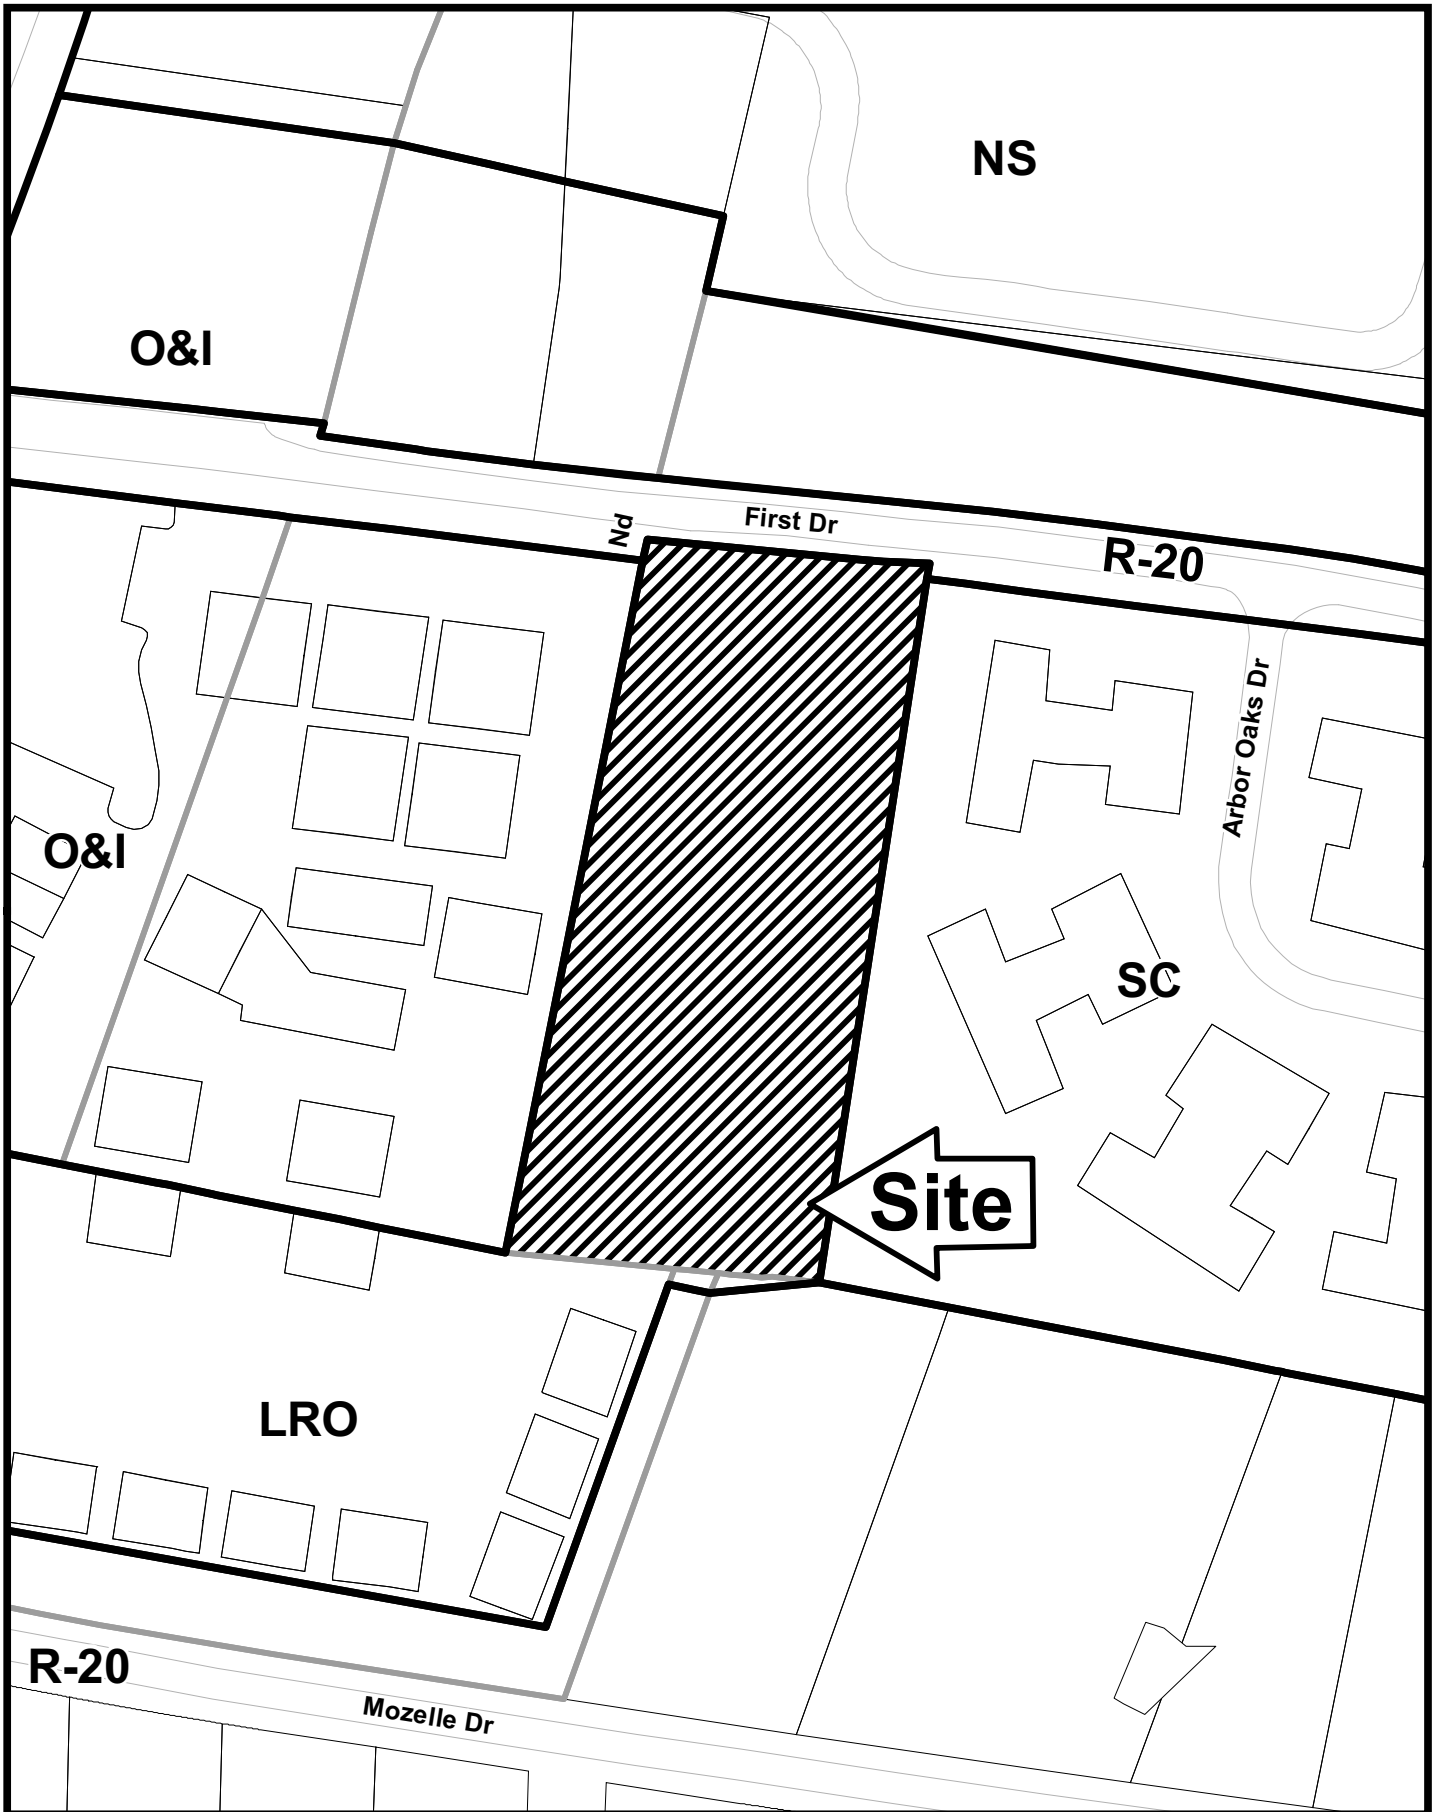 NS
O&I
First Dr
Nd
R-20
Arbor Oaks Dr
O&I
SC
Site
LRO
R-20
Mozelle Dr